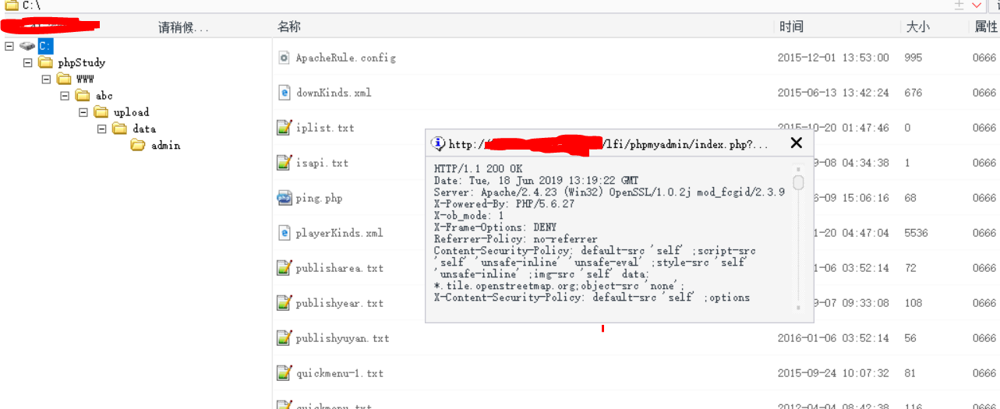 C:\
请稍候...
名称
时间
大小
属性
C:
phpStudy
WWW
abc
upload
data
admin
ApacheRule.config 2015-12-01 13:53:00 995 0666
downKinds.xml 2015-06-13 13:42:24 676 0666
iplist.txt 2015-10-20 01:47:46 0 0666
isapi.txt 9-08 04:34:38 1 0666
ping.php 6-09 15:06:16 68 0666
playerKinds.xml 1-20 04:47:04 5536 0666
publisharea.txt 1-06 03:52:14 72 0666
publishyear.txt 9-07 09:33:08 108 0666
publishyuyan.txt 2016-01-06 03:52:14 56 0666
quickmenu-1.txt 2015-09-24 10:07:32 81 0666
quickmenu.txt 2012-04-04 08:42:38 116 0666
http:/ /lfi/phpmyadmin/index.php?...
HTTP/1.1 200 OK
Date: Tue, 18 Jun 2019 13:19:22 GMT
Server: Apache/2.4.23 (Win32) OpenSSL/1.0.2j mod_fcgid/2.3.9
X-Powered-By: PHP/5.6.27
X-ob_mode: 1
X-Frame-Options: DENY
Referrer-Policy: no-referrer
Content-Security-Policy: default-src 'self' ;script-src
'self' 'unsafe-inline' 'unsafe-eval' ;style-src 'self'
'unsafe-inline' ;img-src 'self' data:
*.tile.openstreetmap.org;object-src 'none';
X-Content-Security-Policy: default-src 'self' ;options